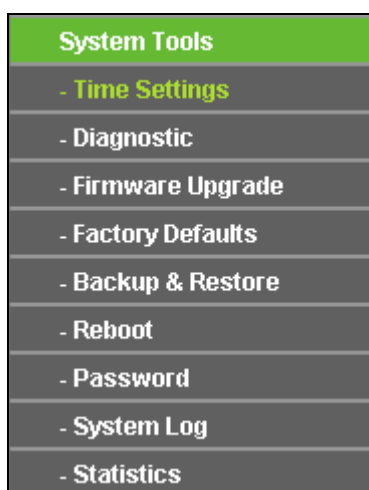 System Tools
- Time Settings
- Diagnostic
- Firmware Upgrade
- Factory Defaults
- Backup & Restore
- Reboot
- Password
- System Log
- Statistics